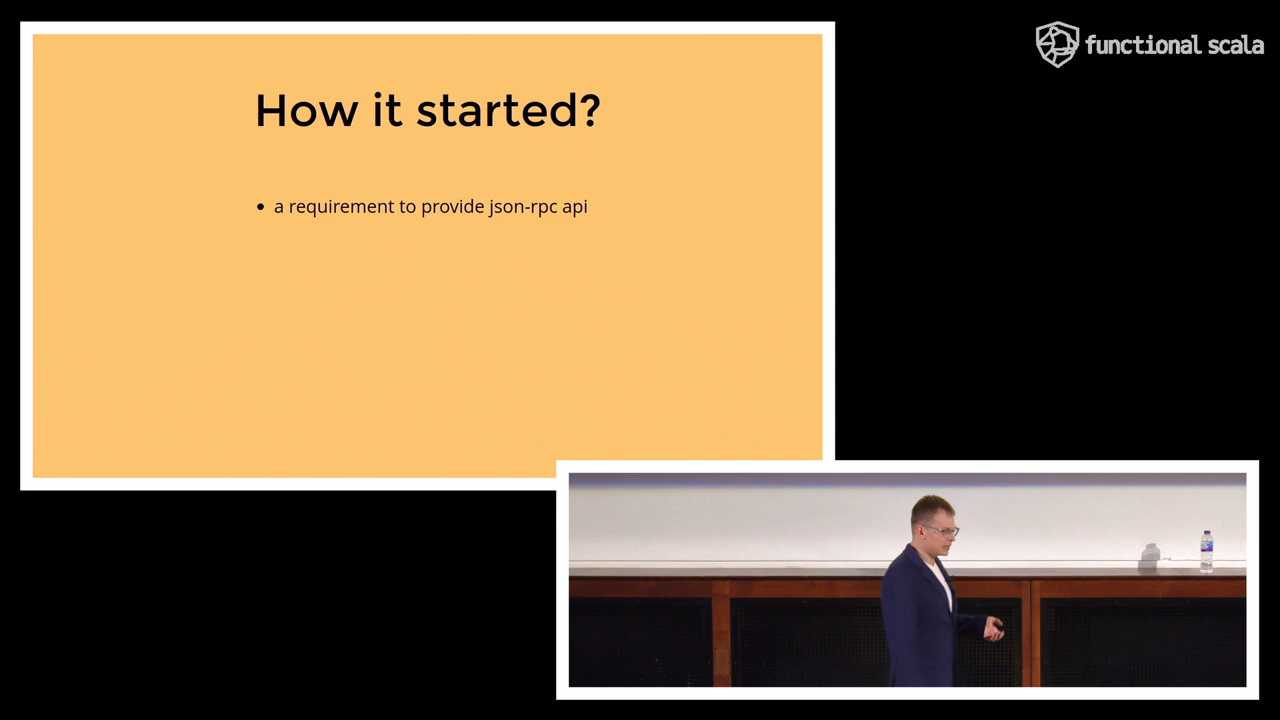 functional scala
How it started?
a requirement to provide json-rpc api